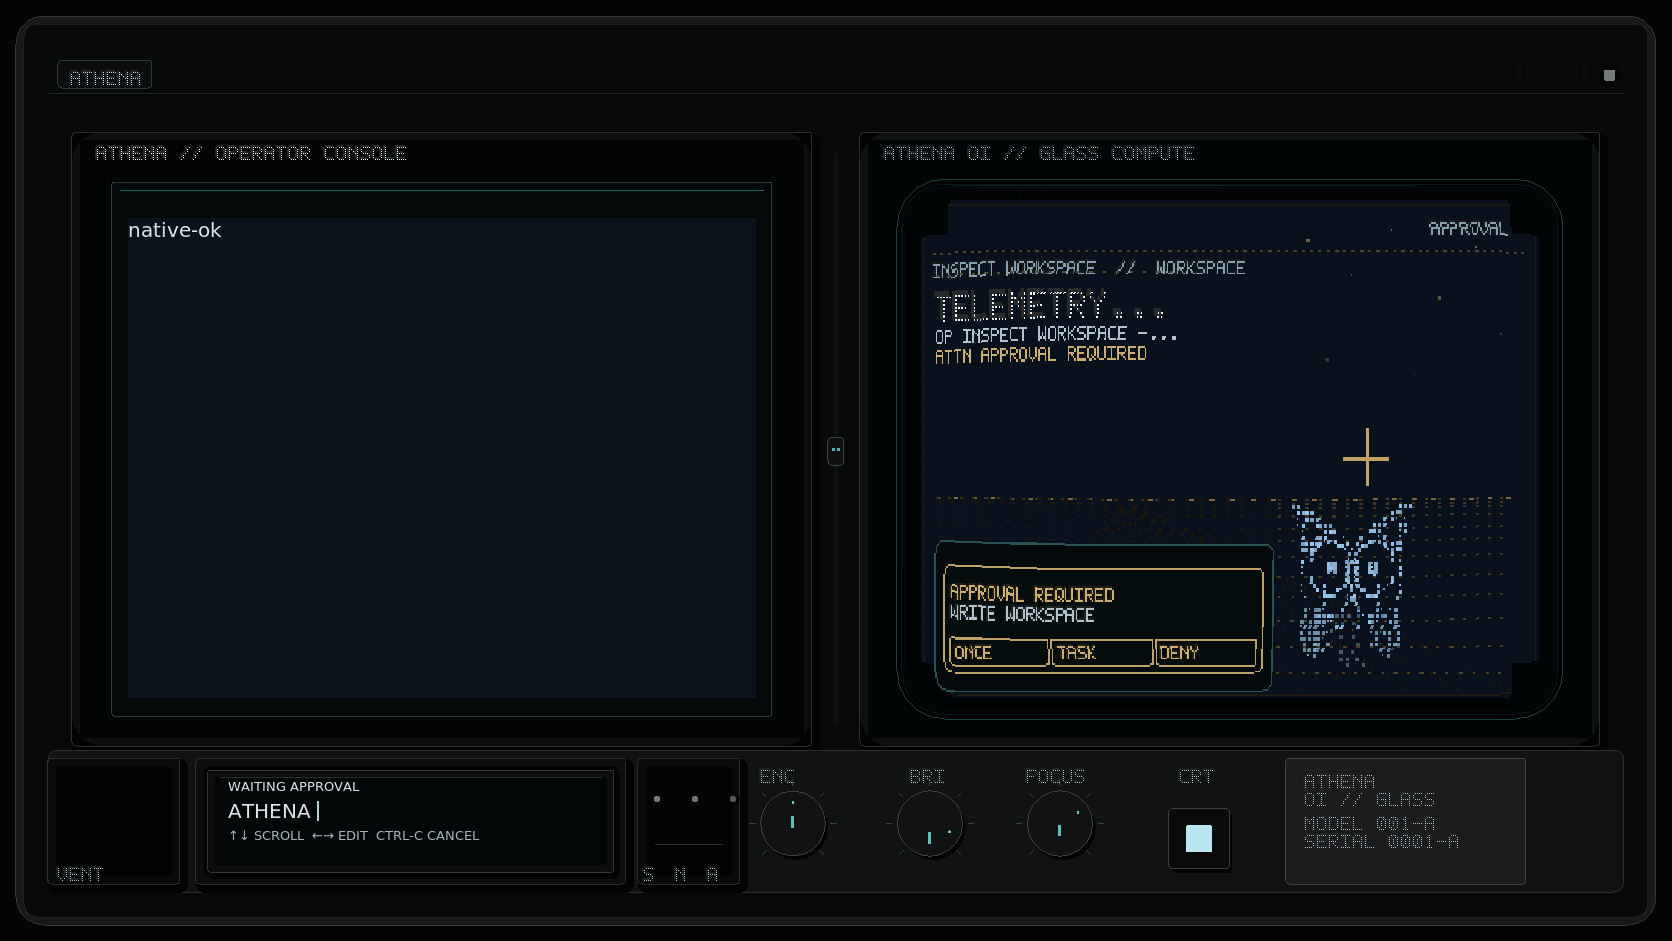 ATHENA
ATHENA // OPERATOR CONSOLE
native-ok
ATHENA OI // GLASS COMPUTE
APPROVAL
INSPECT WORKSPACE // WORKSPACE
TELEMETRY...
OP INSPECT WORKSPACE -...
ATTN APPROVAL REQUIRED
APPROVAL REQUIRED
WRITE WORKSPACE
ONCE TASK DENY
VENT
WAITING APPROVAL
ATHENA
↑↓ SCROLL ←→ EDIT CTRL-C CANCEL
S N A
ENC BRI FOCUS CRT
ATHENA
OI // GLASS
MODEL 001-A
SERIAL 0001-A